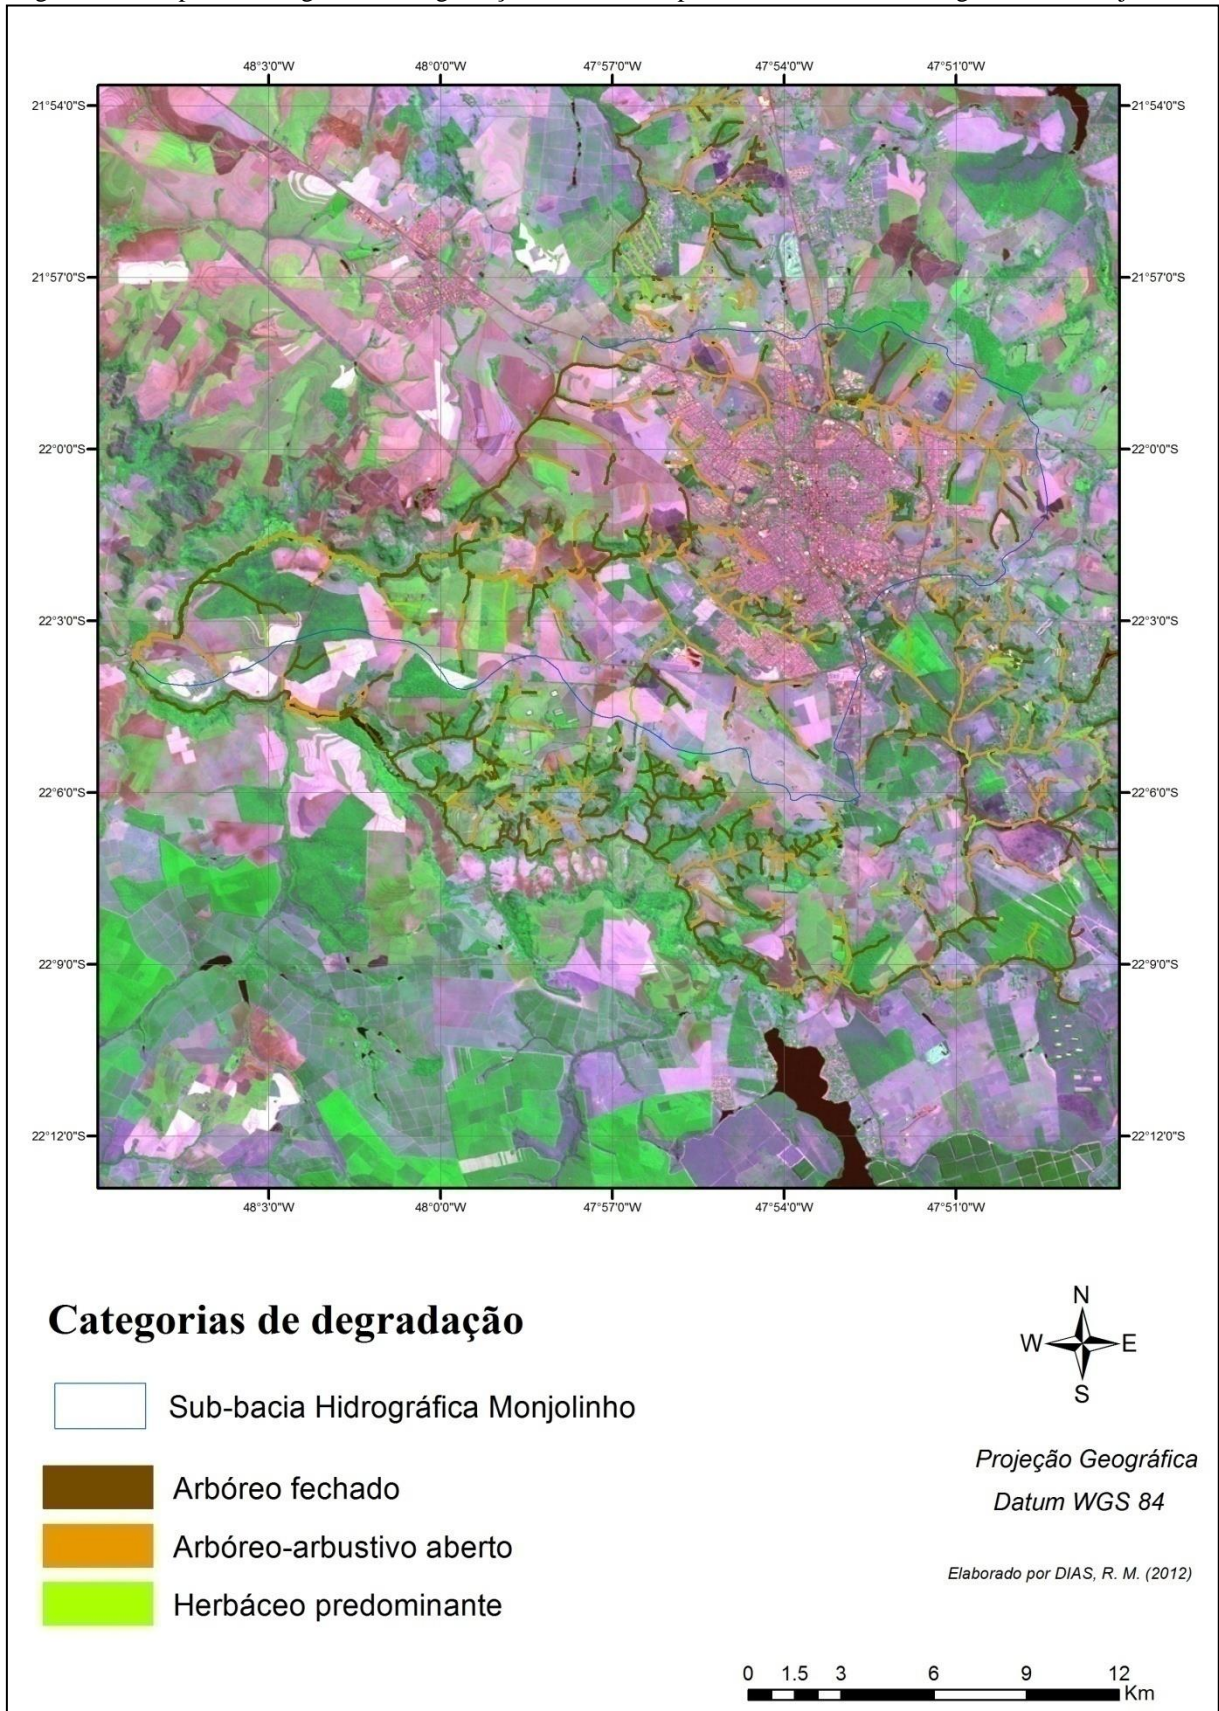 48°3'0"W 48°0'0"W 47°57'0"W 47°54'0"W 47°51'0"W
21°54'0"S 21°54'0"S
21°57'0"S 21°57'0"S
22°0'0"S 22°0'0"S
22°3'0"S 22°3'0"S
22°6'0"S 22°6'0"S
22°9'0"S 22°9'0"S
22°12'0"S 22°12'0"S
48°3'0"W 48°0'0"W 47°57'0"W 47°54'0"W 47°51'0"W
Categorias de degradação
Sub-bacia Hidrográfica Monjolinho
Arbóreo fechado
Arbóreo-arbustivo aberto
Herbáceo predominante
N
W E
S
Projeção Geográfica
Datum WGS 84
Elaborado por DIAS, R. M. (2012)
0 1.5 3 6 9 12
Km